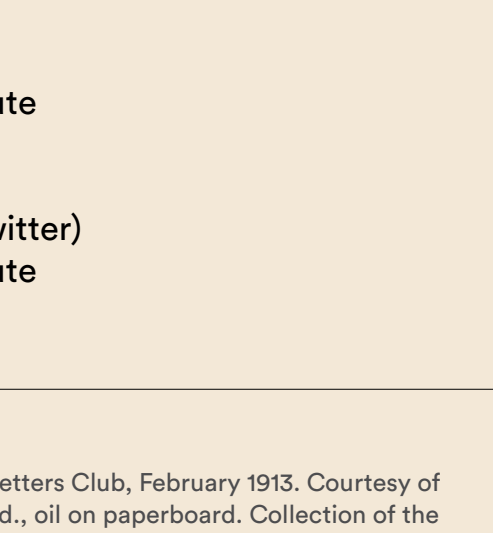 ute
witter)
ute
etters Club, February 1913. Courtesy of
d., oil on paperboard. Collection of the